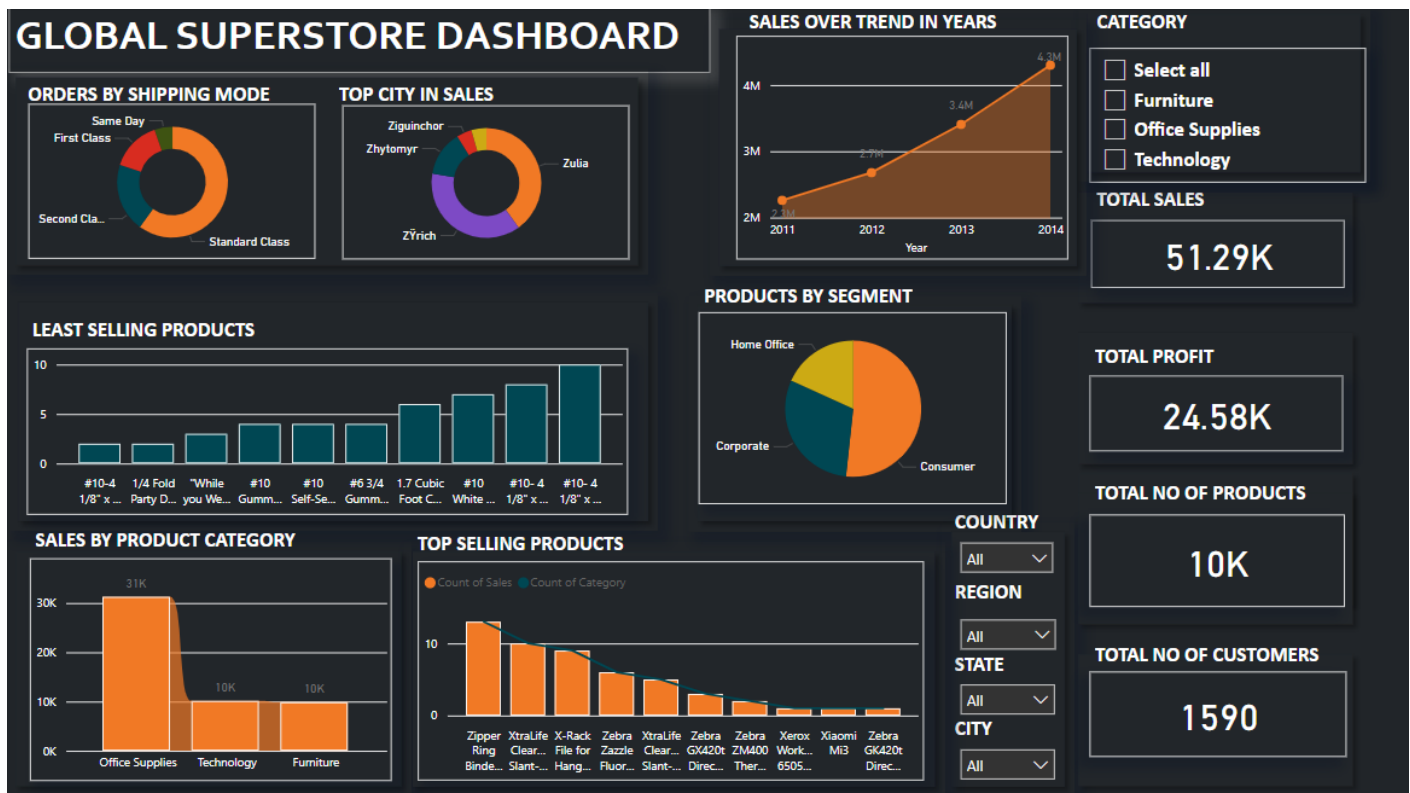 GLOBAL SUPERSTORE DASHBOARD
ORDERS BY SHIPPING MODE
Same Day
First Class
Second Cla...
Standard Class
TOP CITY IN SALES
Ziguinchor
Zhytomyr
Zulia
ZŸrich
SALES OVER TREND IN YEARS
4M
3M
2M
2.3M
2.7M
3.4M
4.3M
2011 2012 2013 2014
Year
CATEGORY
Select all
Furniture
Office Supplies
Technology
TOTAL SALES
51.29K
LEAST SELLING PRODUCTS
10
5
0
#10-4 1/4 Fold "While #10 #10 #6 3/4 1.7 Cubic #10 #10- 4 #10- 4
1/8" x ... Party D... you We... Gumm... Self-Se... Gumm... Foot C... White ... 1/8" x ... 1/8" x ...
PRODUCTS BY SEGMENT
Home Office
Corporate
Consumer
TOTAL PROFIT
24.58K
TOTAL NO OF PRODUCTS
10K
SALES BY PRODUCT CATEGORY
30K
20K
10K
0K
31K
10K
10K
Office Supplies Technology Furniture
TOP SELLING PRODUCTS
Count of Sales Count of Category
10
0
Zipper XtraLife X-Rack Zebra XtraLife Zebra Zebra Xerox Xiaomi Zebra
Ring Clear... File for Zazzle Clear... GX420t ZM400 Work... Mi3 GK420t
Binde... Slant-... Hang... Fluor... Slant-... Direc... Ther... 6505... Direc...
COUNTRY
All
REGION
All
STATE
All
CITY
All
TOTAL NO OF CUSTOMERS
1590